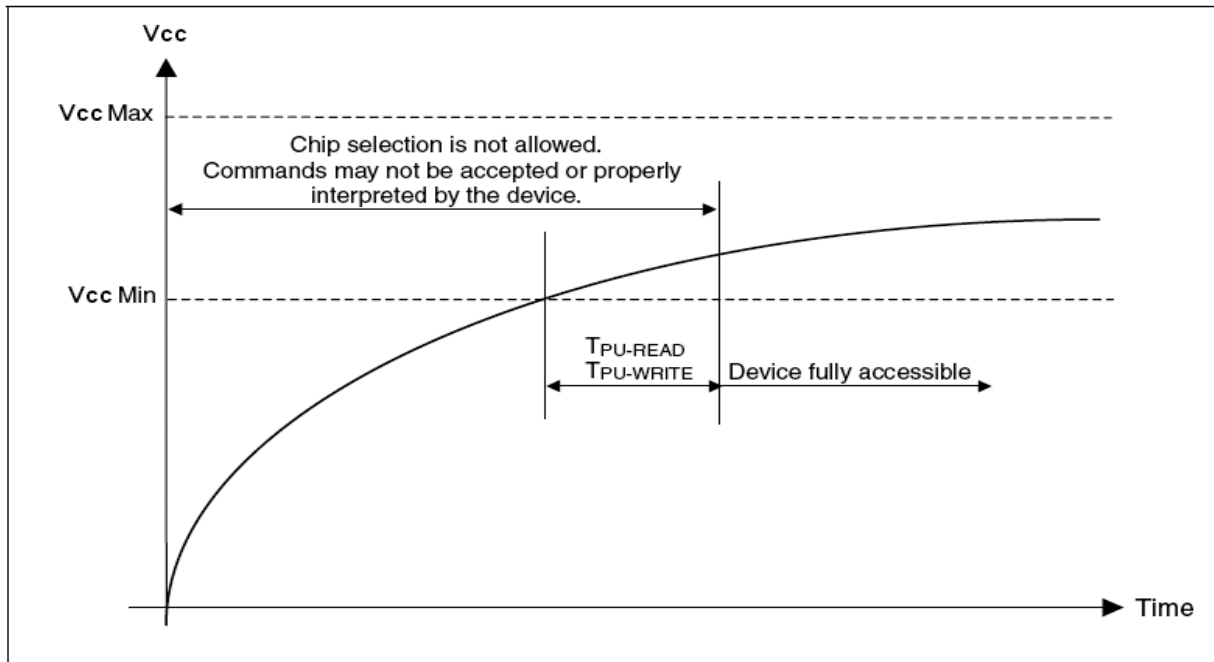 Vcc
Vcc Max
Chip selection is not allowed.
Commands may not be accepted or properly
interpreted by the device.
Vcc Min
TPU-READ
TPU-WRITE
Device fully accessible
Time